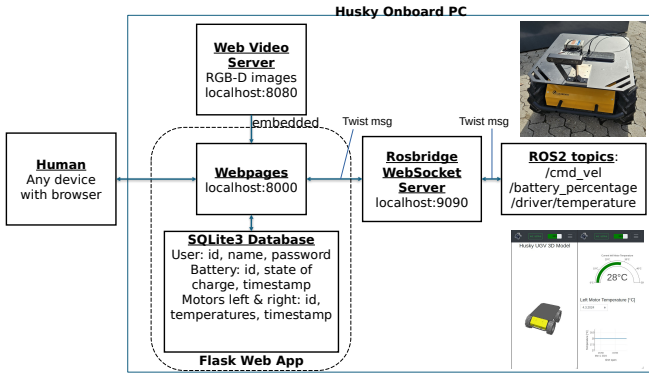 Husky Onboard PC
Web Video
Server
RGB-D images
localhost:8080
embedded
Twist msg
Twist msg
Human
Any device
with browser
Webpages
localhost:8000
Rosbridge
WebSocket
Server
localhost:9090
ROS2 topics:
/cmd_vel
/battery_percentage
/driver/temperature
SQLite3 Database
User: id, name, password
Battery: id, state of
charge, timestamp
Motors left & right: id,
temperatures, timestamp
Flask Web App
Husky UGV 3D Model
28°C
Left Motor Temperature [°C]